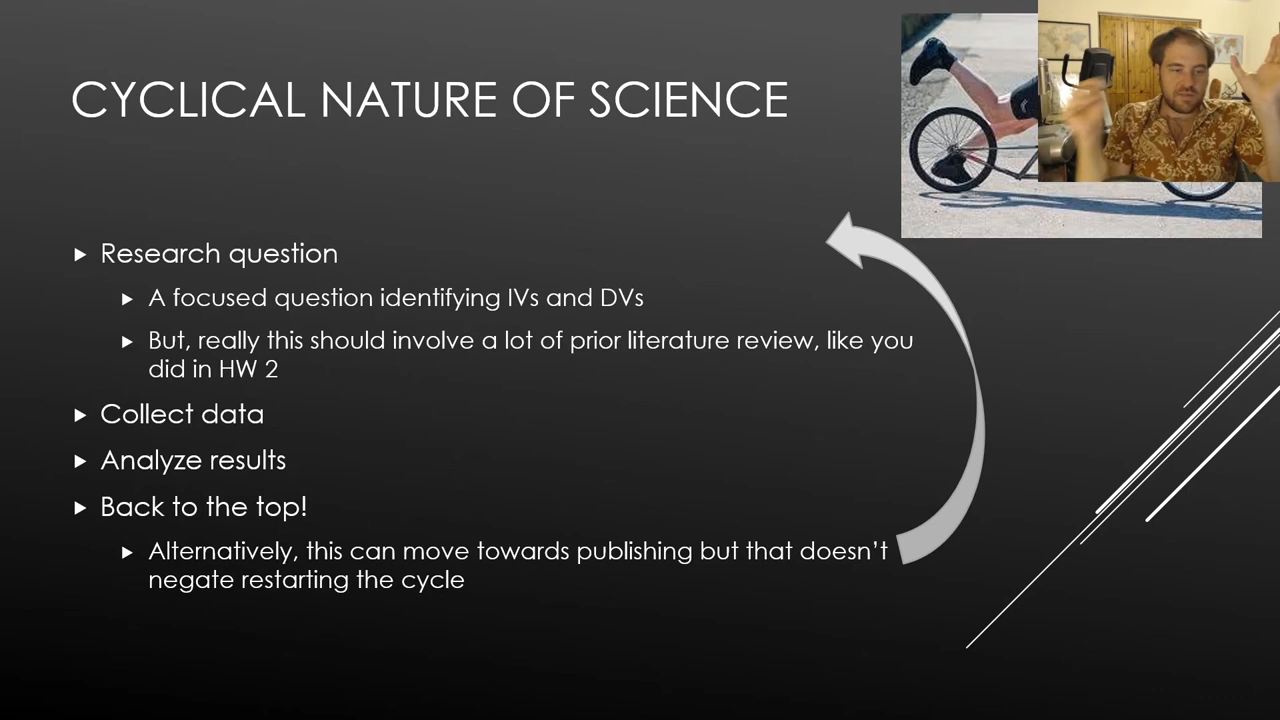 CYCLICAL NATURE OF SCIENCE
Research question
A focused question identifying IVs and DVs
But, really this should involve a lot of prior literature review, like you
did in HW 2
Collect data
Analyze results
Back to the top!
Alternatively, this can move towards publishing but that doesn’t
negate restarting the cycle